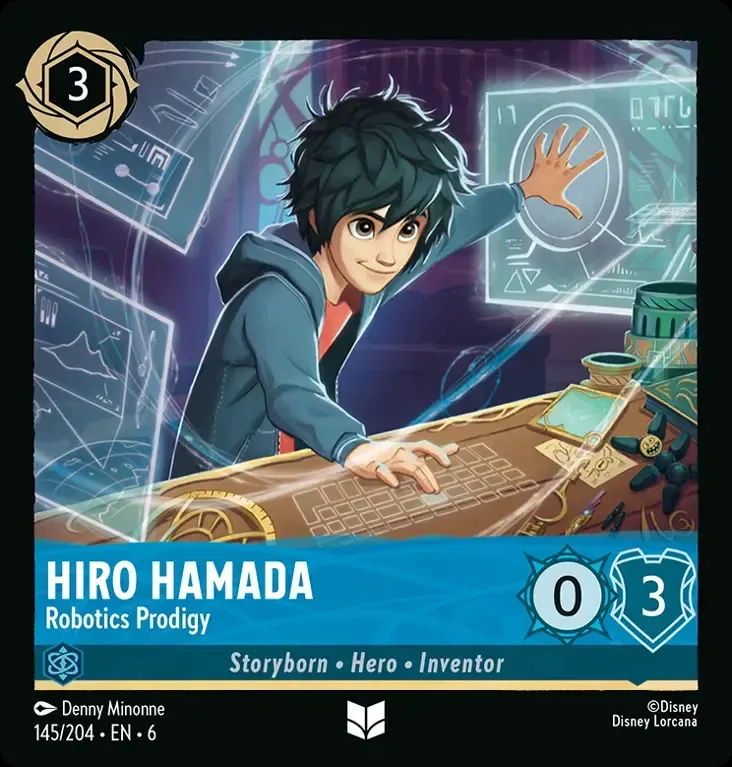 3
HIRO HAMADA
Robotics Prodigy
0
3
Storyborn • Hero • Inventor
Denny Minonne
145/204 • EN • 6
©Disney
Disney Lorcana